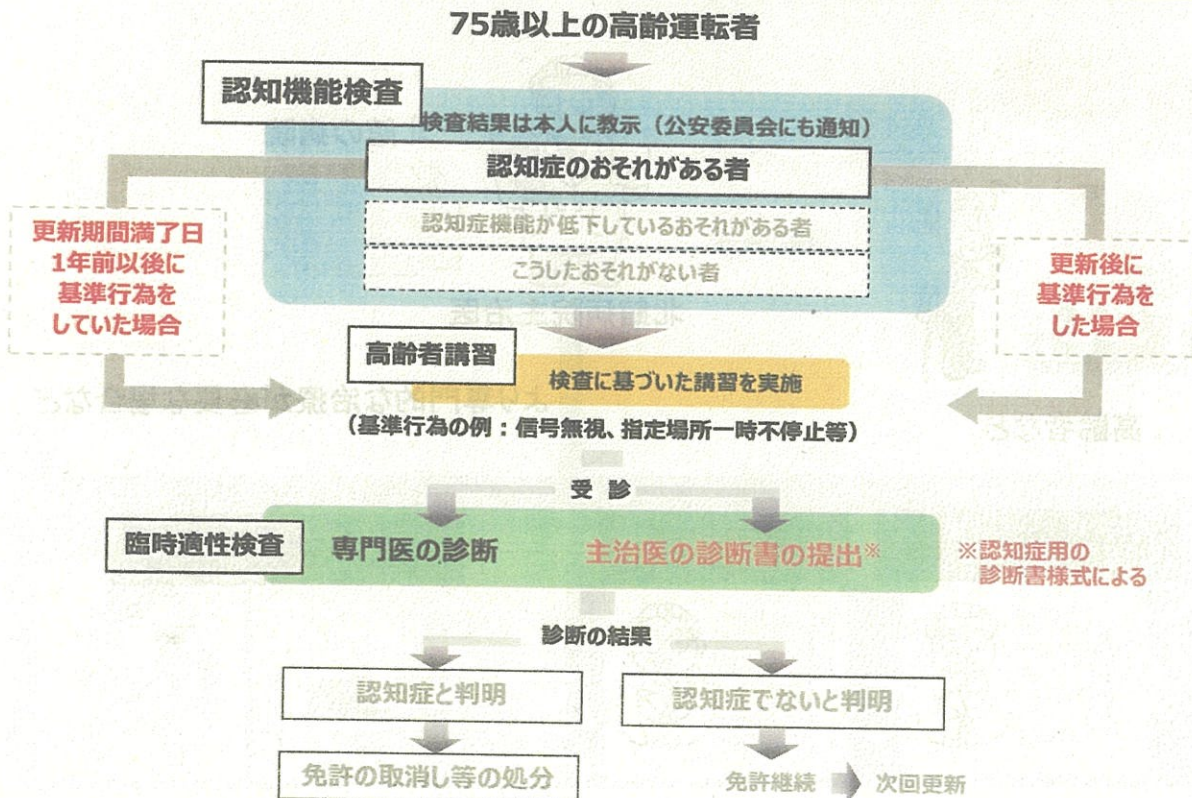 75歳以上の高齢運転者
認知機能検査
検査結果は本人に教示（公安委員会にも通知）
認知症のおそれがある者
認知症機能が低下しているおそれがある者
こうしたおそれがない者
更新期間満了日
1年前以後に
基準行為を
していた場合
更新後に
基準行為を
した場合
高齢者講習
検査に基づいた講習を実施
（基準行為の例：信号無視、指定場所一時不停止等）
受 診
臨時適性検査
専門医の診断
主治医の診断書の提出※
※認知症用の
診断書様式による
診断の結果
認知症と判明
認知症でないと判明
免許の取消し等の処分
免許継続
次回更新